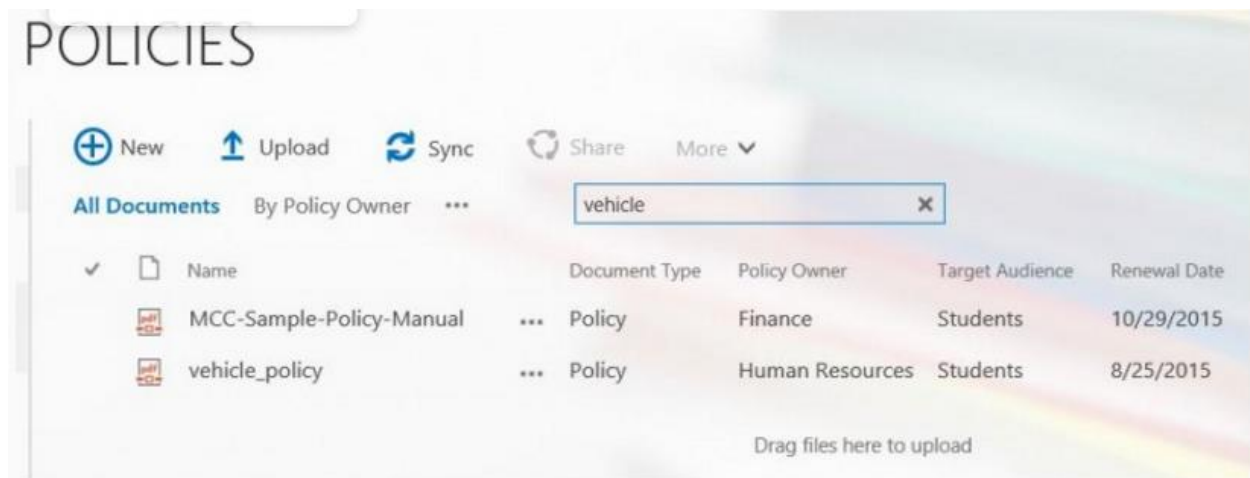 POLICIES
New Upload Sync Share More
All Documents By Policy Owner ... vehicle
Name Document Type Policy Owner Target Audience Renewal Date
MCC-Sample-Policy-Manual ... Policy Finance Students 10/29/2015
vehicle_policy ... Policy Human Resources Students 8/25/2015
Drag files here to upload